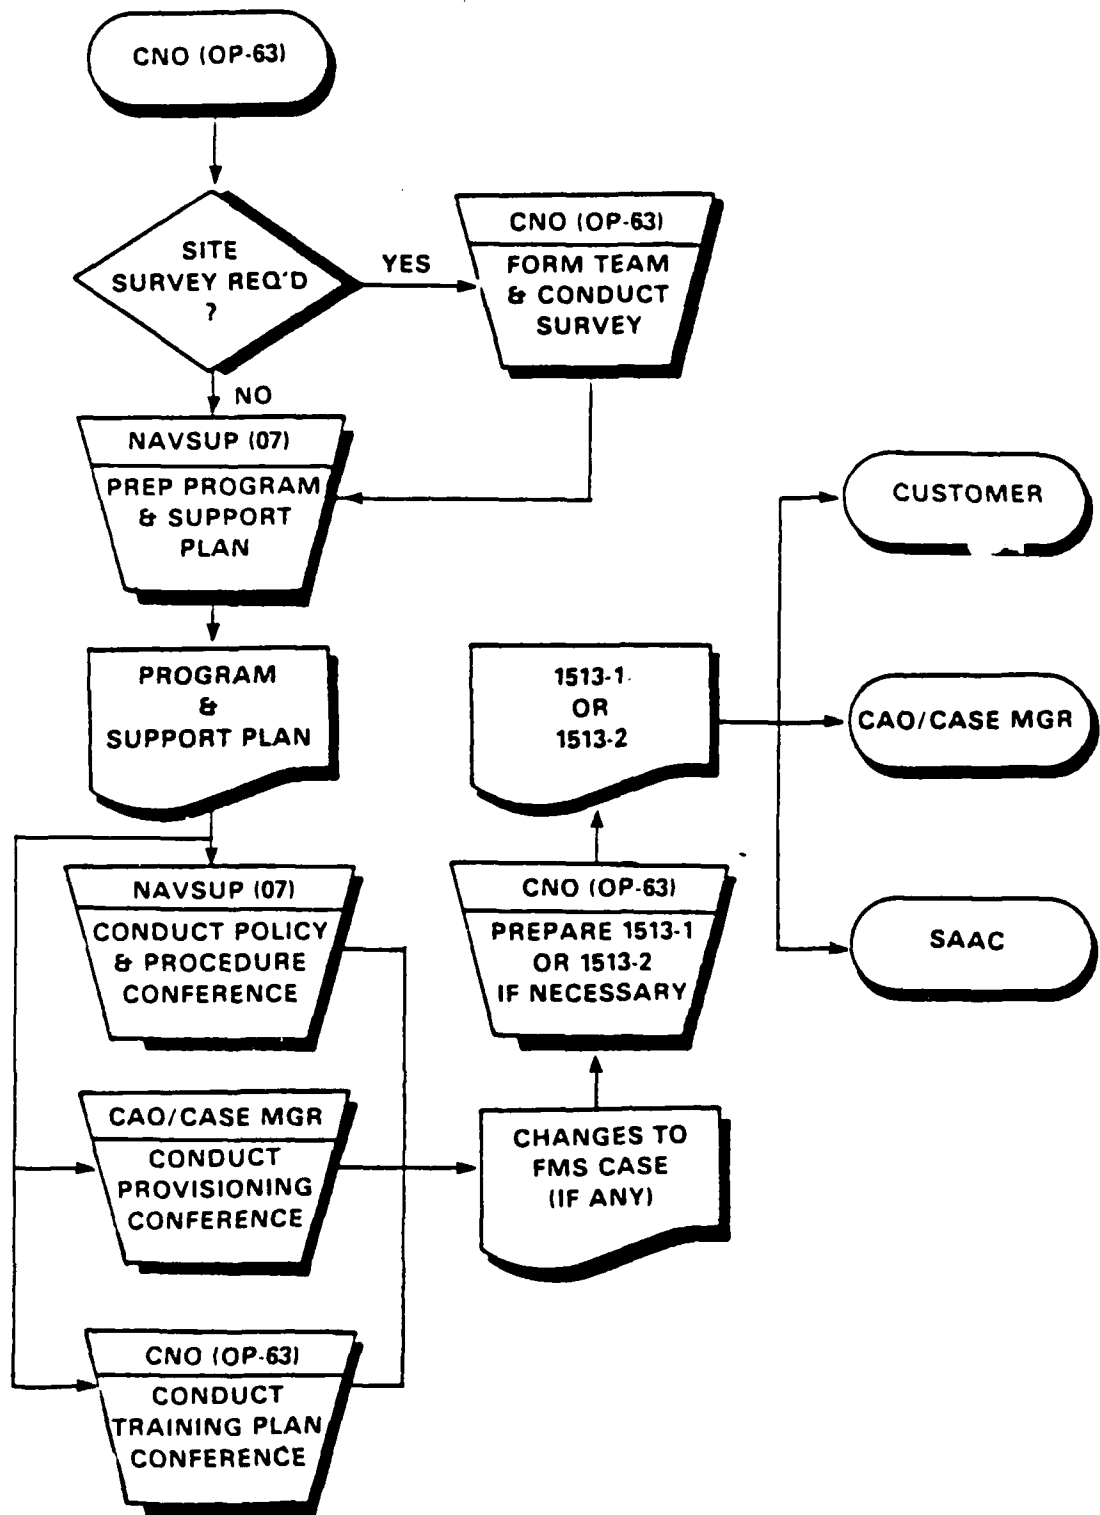 CNO (OP-63)
SITE
SURVEY REQ'D
?
YES
CNO (OP-63)
FORM TEAM
& CONDUCT
SURVEY
NO
NAVSUP (07)
PREP PROGRAM
& SUPPORT
PLAN
PROGRAM
&
SUPPORT PLAN
NAVSUP (07)
CONDUCT POLICY
& PROCEDURE
CONFERENCE
CAO/CASE MGR
CONDUCT
PROVISIONING
CONFERENCE
CNO (OP-63)
CONDUCT
TRAINING PLAN
CONFERENCE
CHANGES TO
FMS CASE
(IF ANY)
CNO (OP-63)
PREPARE 1513-1
OR 1513-2
IF NECESSARY
1513-1
OR
1513-2
CUSTOMER
CAO/CASE MGR
SAAC